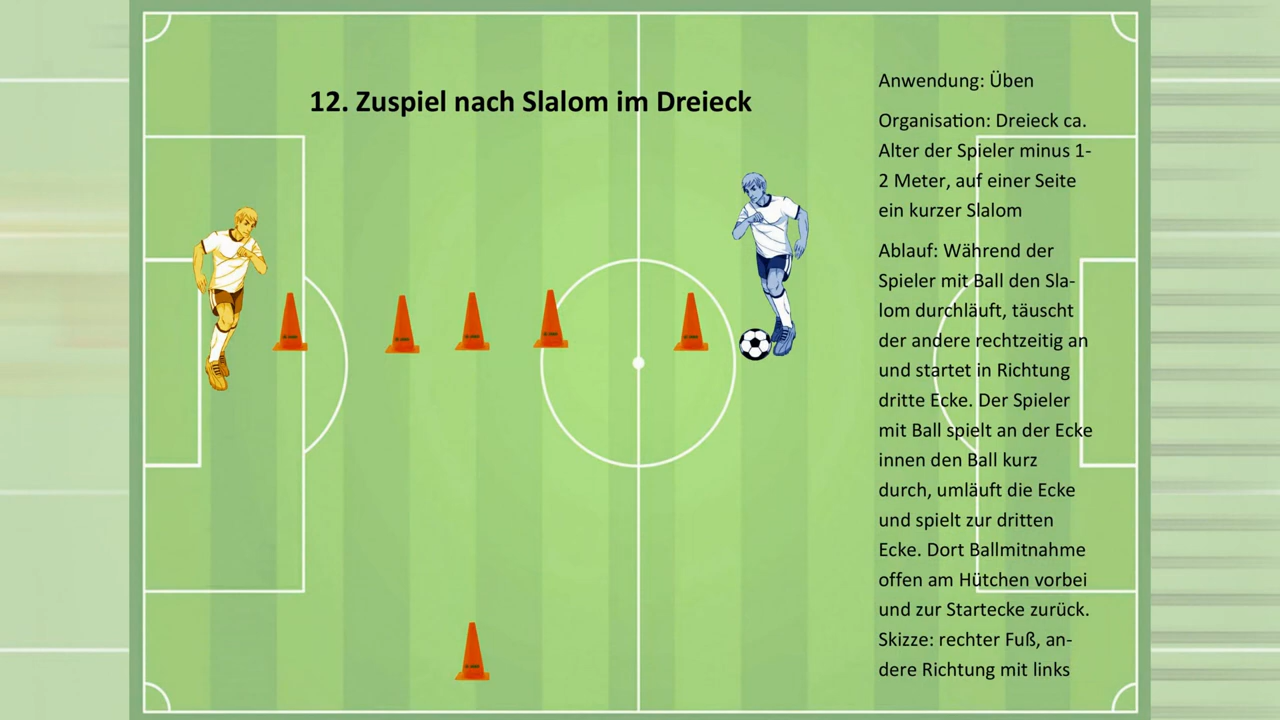 12. Zuspiel nach Slalom im Dreieck
Anwendung: Üben
Organisation: Dreieck ca.
Alter der Spieler minus 1-
2 Meter, auf einer Seite
ein kurzer Slalom
Ablauf: Während der
Spieler mit Ball den Sla-
lom durchläuft, täuscht
der andere rechtzeitig an
und startet in Richtung
dritte Ecke. Der Spieler
mit Ball spielt an der Ecke
innen den Ball kurz
durch, umläuft die Ecke
und spielt zur dritten
Ecke. Dort Ballmitnahme
offen am Hütchen vorbei
und zur Startecke zurück.
Skizze: rechter Fuß, an-
dere Richtung mit links